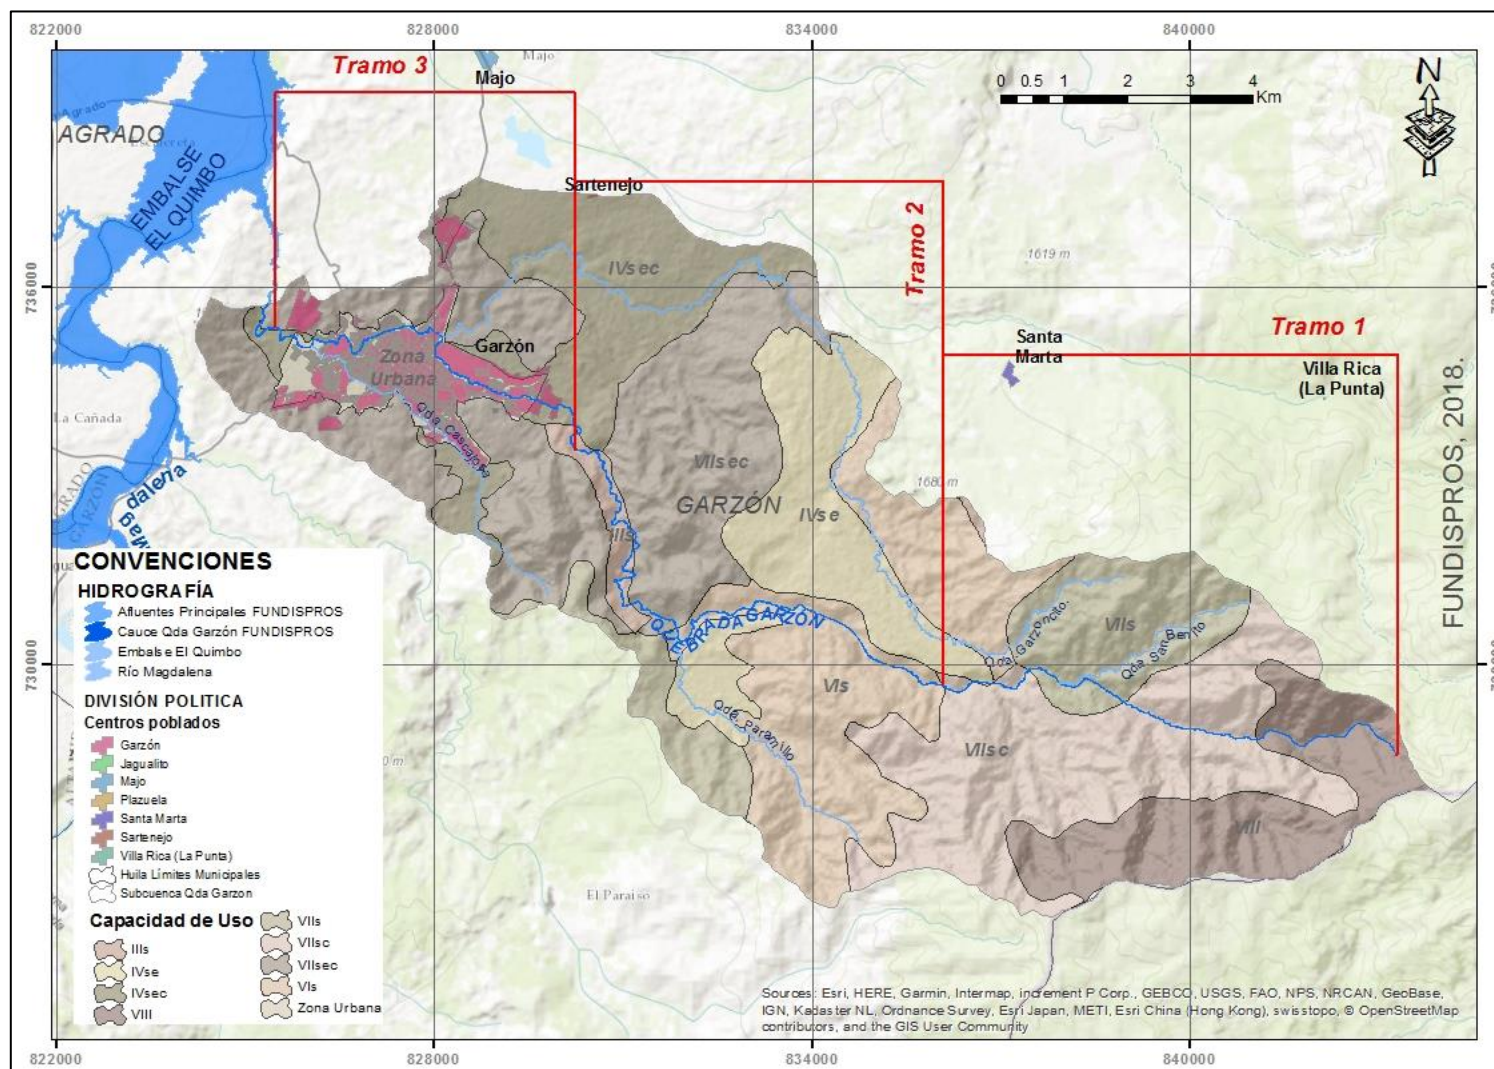 822000
828000
834000
840000
Tramo 3
Majo
Majo
0 0.5 1 2 3 4
Km
N
Agrado
AGRADO
EMBALSE
EL QUIMBO
Sartenejo
Tramo 2
1619 m
IVsec
736000
Tramo 1
Santa
Marta
Villa Rica
(La Punta)
Garzón
Zona
Urbana
La Cañada
Qda. Cascajosa
VIIsec
GARZÓN
1680 m
IVse
AGRADO
GARZÓN
Magdalena
IIIs
FUNDISPROS, 2018.
QUEBRADA GARZÓN
Qda. Garzoncito.
VIIs
Qda. San Benito
730000
VIs
Qda. Paramillo
VIIsc
VIII
El Paraiso
CONVENCIONES
HIDROGRAFÍA
Afluentes Principales FUNDISPROS
Cauce Qda Garzón FUNDISPROS
Embalse El Quimbo
Río Magdalena
DIVISIÓN POLITICA
Centros poblados
Garzón
Jagualito
Majo
Plazuela
Santa Marta
Sartenejo
Villa Rica (La Punta)
Huila Límites Municipales
Subcuenca Qda Garzon
Capacidad de Uso
IIIs
IVse
IVsec
VIII
VIIs
VIIsc
VIIsec
VIs
Zona Urbana
Sources: Esri, HERE, Garmin, Intermap, increment P Corp., GEBCO, USGS, FAO, NPS, NRCAN, GeoBase,
IGN, Kadaster NL, Ordnance Survey, Esri Japan, METI, Esri China (Hong Kong), swisstopo, © OpenStreetMap
contributors, and the GIS User Community
822000
828000
834000
840000